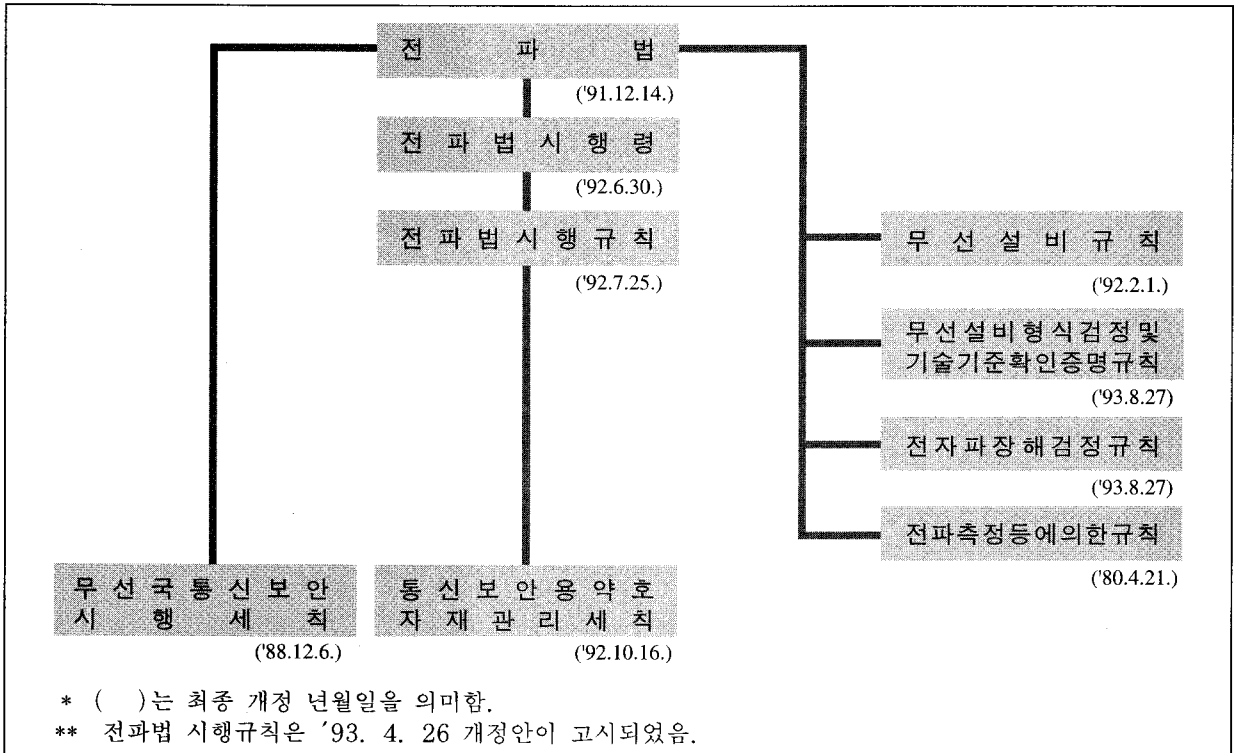 전 파 법
('91.12.14.)
전 파 법 시 행 령
('92.6.30.)
전 파 법 시 행 규 칙
('92.7.25.)
무 선 설 비 규 칙
('92.2.1.)
무선설비형식검정및
기술기준확인증명규칙
('93.8.27)
전자파장해검정규칙
('93.8.27)
전파측정등에의한규칙
('80.4.21.)
무 선 국 통 신 보 안
시 행 세 칙
('88.12.6.)
통 신 보 안 용 약 호
자 재 관 리 세 칙
('92.10.16.)
* ( )는 최종 개정 년월일을 의미함.
** 전파법 시행규칙은 ´93. 4. 26 개정안이 고시되었음.